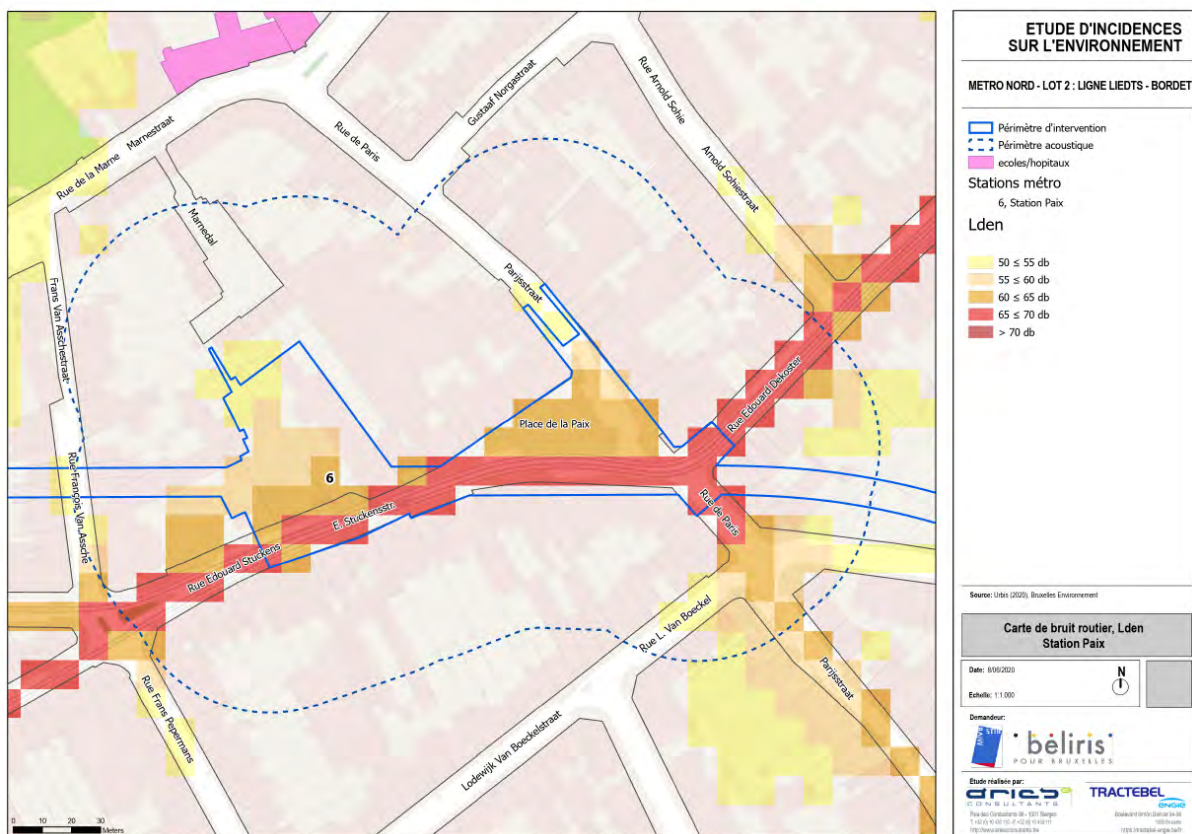 Rue de la Marne Marnestraat
Rue de Paris
Gustaaf Norgastraat
Rue Arnold Sohie
Arnold Sohiestraat
Marnedal
Parijsstraat
Frans Van Asschestraat
Rue François Van Assche
Place de la Paix
Rue Edouard Dekoster
6
E. Stuckensstr.
Rue Edouard Stuckens
Rue de Paris
Rue L. Van Boeckel
Lodewijk Van Boeckelstraat
Parijsstraat
Rue Frans Pepermans
0 10 20 30
Meters
ETUDE D'INCIDENCES
SUR L'ENVIRONNEMENT
METRO NORD - LOT 2 : LIGNE LIEDTS - BORDET
Périmètre d'intervention
Périmètre acoustique
ecoles/hopitaux
Stations métro
6, Station Paix
Lden
50 ≤ 55 db
55 ≤ 60 db
60 ≤ 65 db
65 ≤ 70 db
> 70 db
Source: Urbis (2020), Bruxelles Environnement
Carte de bruit routier, Lden
Station Paix
Date: 8/06/2020
N
Echelle: 1:1.000
Demandeur:
beliris
POUR BRUXELLES
Etude réalisée par:
aries
CONSULTANTS
TRACTEBEL
ENGIE